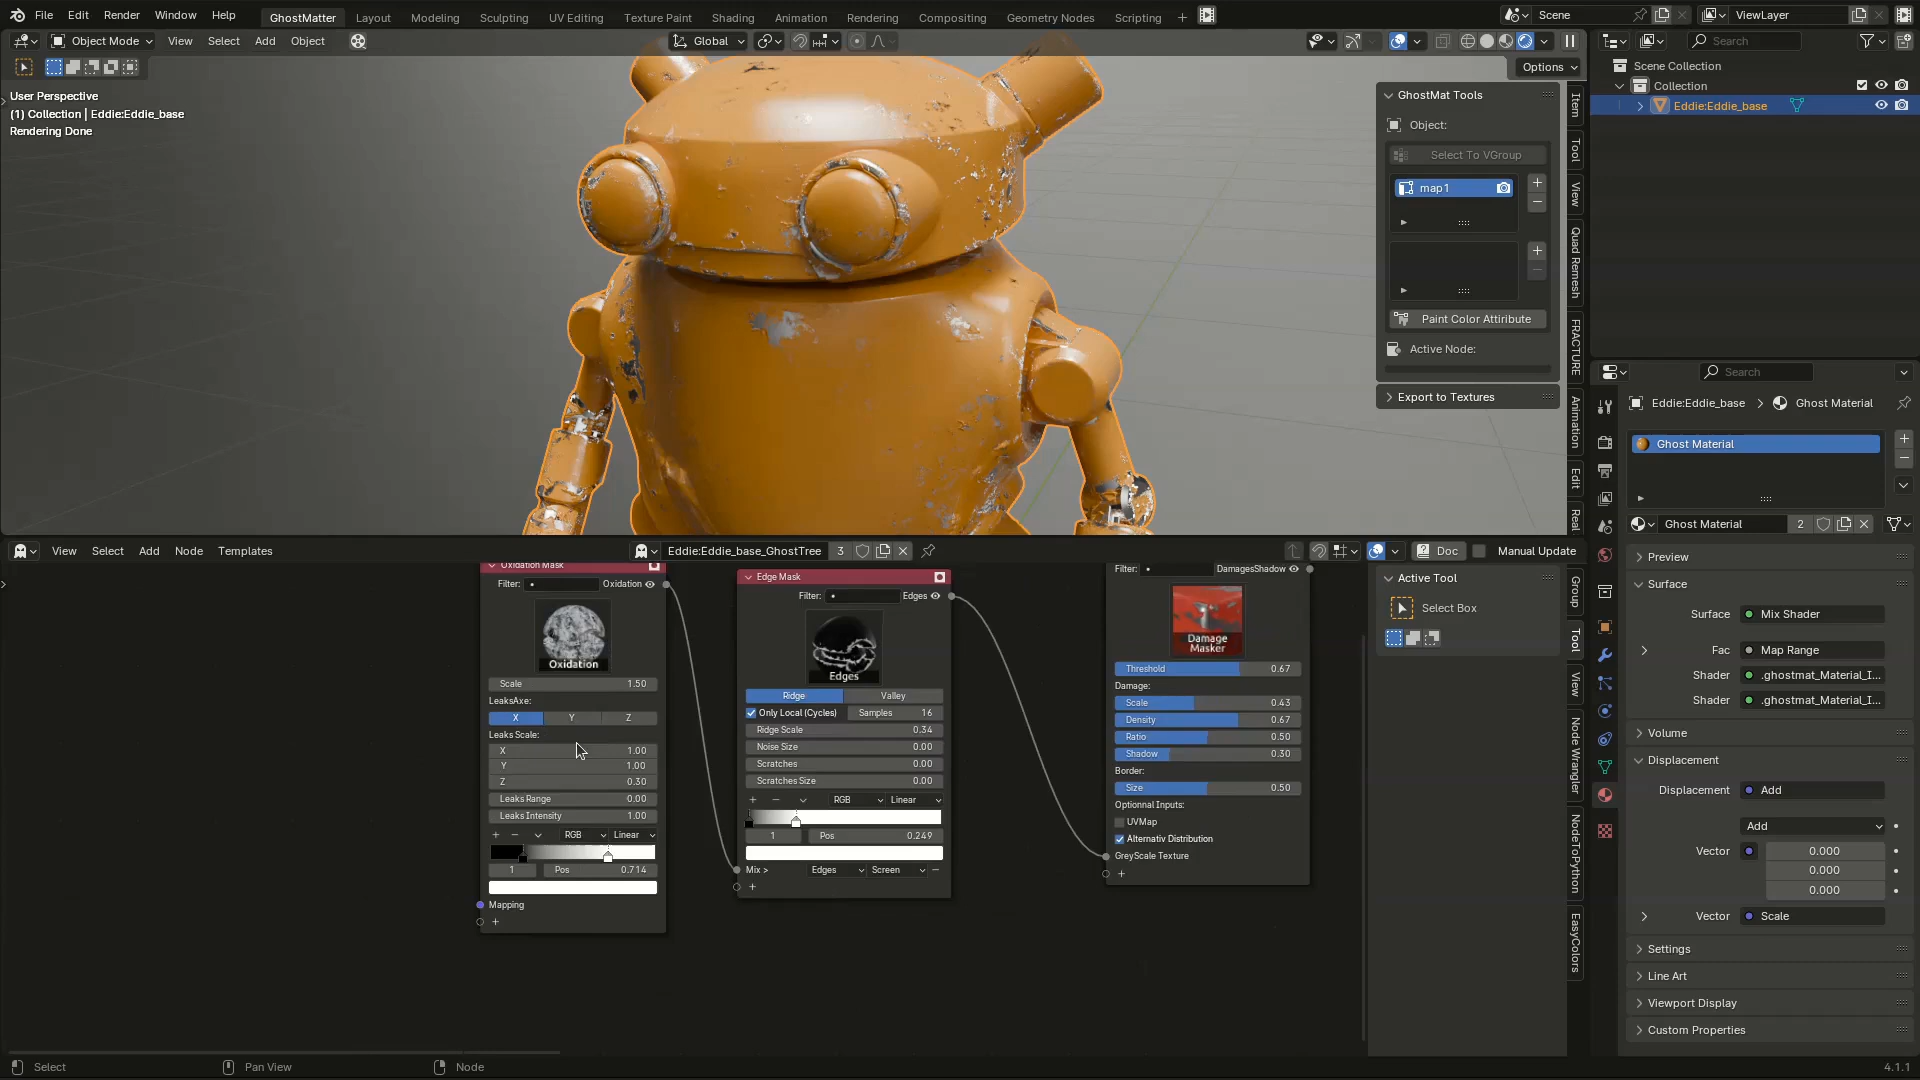 File Edit Render Window Help GhostMatter Layout Modeling Sculpting UV Editing Texture Paint Shading Animation Rendering Compositing Geometry Nodes Scripting + Scene ViewLayer
Object Mode View Select Add Object Global Search
Options
User Perspective
(1) Collection | Eddie:Eddie_base
Rendering Done
GhostMat Tools
Object:
Select To VGroup
map1
Paint Color Attribute
Active Node:
Export to Textures
Item
Tool
View
Quad Remesh
FRACTURE
Animation
Edit
Real
Scene Collection
Collection
Eddie:Eddie_base
Search
Eddie:Eddie_base Ghost Material
Ghost Material
Ghost Material 2
Preview
Surface
Surface Mix Shader
Fac Map Range
Shader .ghostmat_Material_I...
Shader .ghostmat_Material_I...
Volume
Displacement
Displacement Add
Add
Vector 0.000
0.000
0.000
Vector Scale
Settings
Line Art
Viewport Display
Custom Properties
View Select Add Node Templates Eddie:Eddie_base_GhostTree 3 Doc Manual Update
Oxidation Mask
Filter: Oxidation
Oxidation
Scale 1.50
LeaksAxe:
X Y Z
Leaks Scale:
X 1.00
Y 1.00
Z 0.30
Leaks Range 0.00
Leaks Intensity 1.00
+ − RGB Linear
1 Pos 0.714
Mapping
+
Edge Mask
Filter: Edges
Edges
Ridge Valley
Only Local (Cycles) Samples 16
Ridge Scale 0.34
Noise Size 0.00
Scratches 0.00
Scratches Size 0.00
+ − RGB Linear
1 Pos 0.249
Mix > Edges Screen −
+
Filter: DamagesShadow
Damage
Masker
Threshold 0.67
Damage:
Scale 0.43
Density 0.67
Ratio 0.50
Shadow 0.30
Border:
Size 0.50
Optionnal Inputs:
UVMap
Alternativ Distribution
GreyScale Texture
+
Active Tool
Select Box
Group
Tool
View
Node Wrangler
NodeToPython
EasyColors
Select Pan View Node 4.1.1